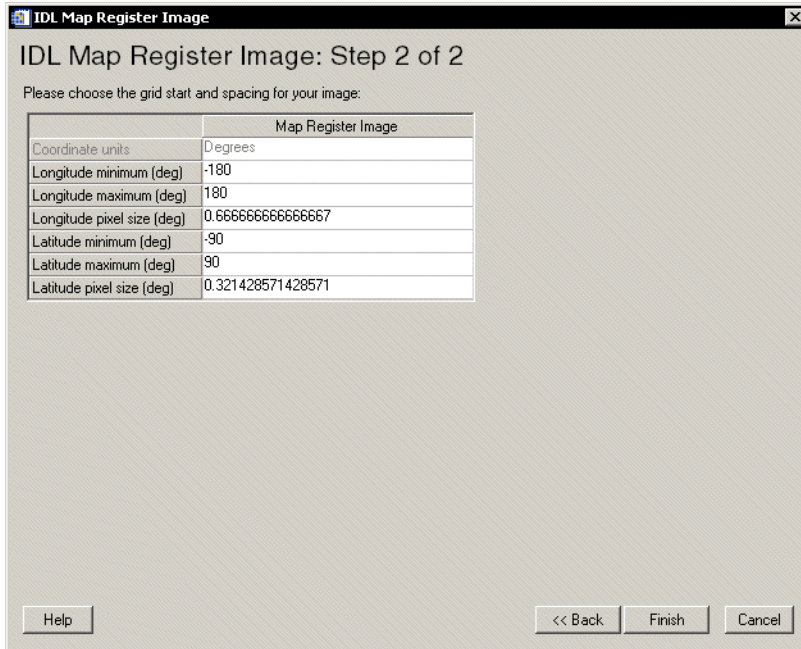 IDL Map Register Image
IDL Map Register Image: Step 2 of 2
Please choose the grid start and spacing for your image:
Map Register Image
Coordinate units Degrees
Longitude minimum (deg) -180
Longitude maximum (deg) 180
Longitude pixel size (deg) 0.666666666666667
Latitude minimum (deg) -90
Latitude maximum (deg) 90
Latitude pixel size (deg) 0.321428571428571
Help << Back Finish Cancel